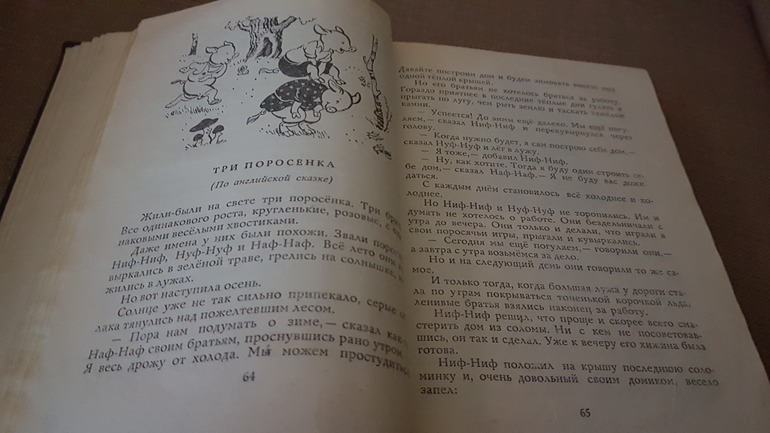 ТРИ ПОРОСЁНКА
(По английской сказке)
Жили-были на свете три поросёнка. Три
Все одинакового роста, кругленькие, розовые, с
наковыми весёлыми хвостиками.
Даже имена у них были похожи. Звали поросят
Ниф-Ниф, Нуф-Нуф и Наф-Наф. Всё лето они
выркались в зелёной траве, грелись на солнышке,
жились в лужах.
Но вот наступила осень.
Солнце уже не так сильно припекало, серые
лака тянулись над пожелтевшим лесом.
— Пора нам подумать о зиме,— сказал как-
Наф-Наф своим братьям, проснувшись рано утром.
Я весь дрожу от холода. Мы можем простудиться
64
Давайте построим дом и будем зимовать вместе под
одной тёплой крышей.
Но его братьям не хотелось браться за работу.
Гораздо приятнее в последние тёплые дни гулять и
прыгать по лугу, чем рыть землю и таскать тяжёлые
камни.
— Успеется! До зимы ещё далеко. Мы ещё погу-
ляем,— сказал Ниф-Ниф и перекувырнулся через
голову.
— Когда нужно будет, я сам построю себе дом,—
сказал Нуф-Нуф и лёг в лужу.
— Я тоже,— добавил Ниф-Ниф.
— Ну, как хотите. Тогда я буду один строить се-
бе дом,— сказал Наф-Наф.— Я не буду вас дожи-
даться.
С каждым днём становилось всё холоднее и хо-
лоднее.
Но Ниф-Ниф и Нуф-Нуф не торопились. Им и
думать не хотелось о работе. Они бездельничали с
утра до вечера. Они только и делали, что играли в
свои поросячьи игры, прыгали и кувыркались.
— Сегодня мы ещё погуляем,— говорили они,—
а завтра с утра возьмёмся за дело.
Но и на следующий день они говорили то же са-
мое.
И только тогда, когда большая лужа у дороги ста-
ла по утрам покрываться тоненькой корочкой льда,
ленивые братья взялись наконец за работу.
Ниф-Ниф решил, что проще и скорее всего сма-
стерить дом из соломы. Ни с кем не посоветовав-
шись, он так и сделал. Уже к вечеру его хижина была
готова.
Ниф-Ниф положил на крышу последнюю соло-
минку и, очень довольный своим домиком, весело
запел:
65